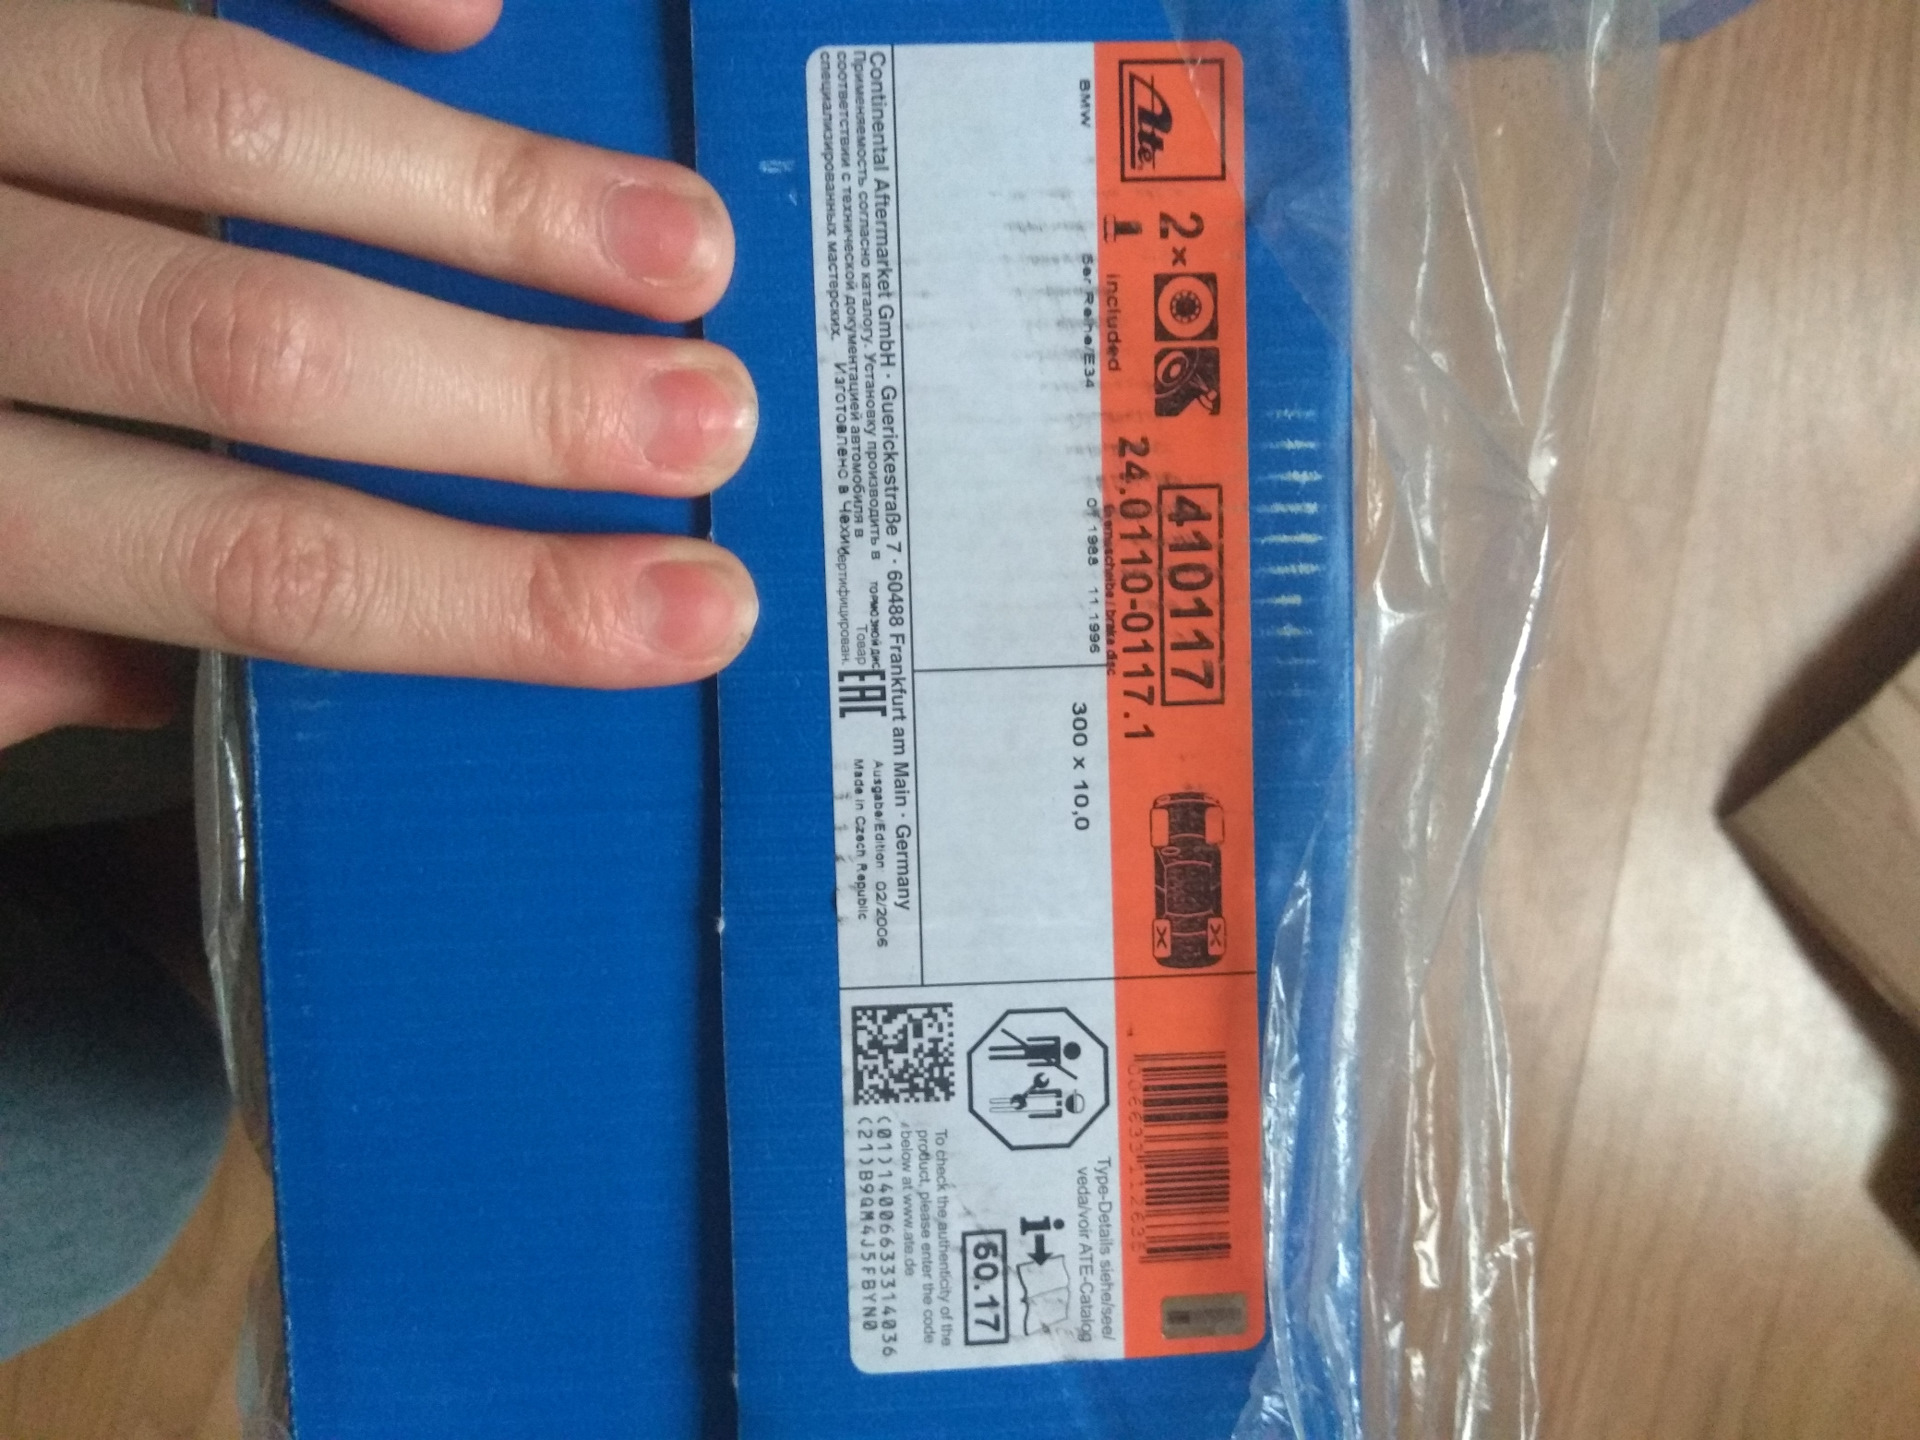 Ate
2x
410117
included
24.0110-0117.1
Bremsscheibe / brake disc
BMW
5er Reihe/E34
01.1988
11.1996
300 x 10,0
Continental Aftermarket GmbH · Guerickestraße 7 · 60488 Frankfurt am Main · Germany
Применяемость согласно каталогу. Установку производить в
соответствии с технической документацией автомобиля в
специализированных мастерских.
Изготовлено в Чехии
тормозной диск
Товар
сертифицирован.
EAC
Ausgabe/Edition 02/2006
Made in Czech Republic
Type-Details siehe/see/
veda/voir ATE-Catalog
i
60.17
To check the authenticity of the
product, please enter the code
below at www.ate.de
(01)14006633314036
(21)B9QM4J5FBYN0